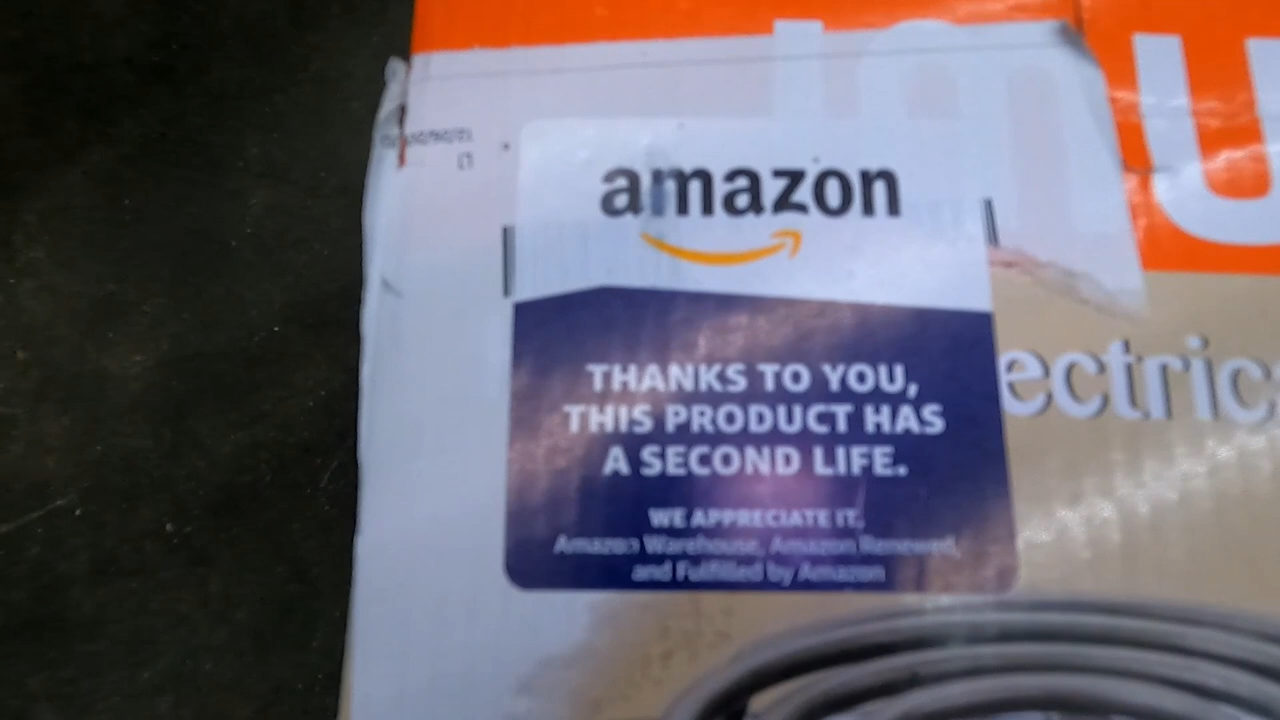 amazon
THANKS TO YOU,
THIS PRODUCT HAS
A SECOND LIFE.
WE APPRECIATE IT.
Amazon Warehouse, Amazon Renewed,
and Fulfilled by Amazon
ectric